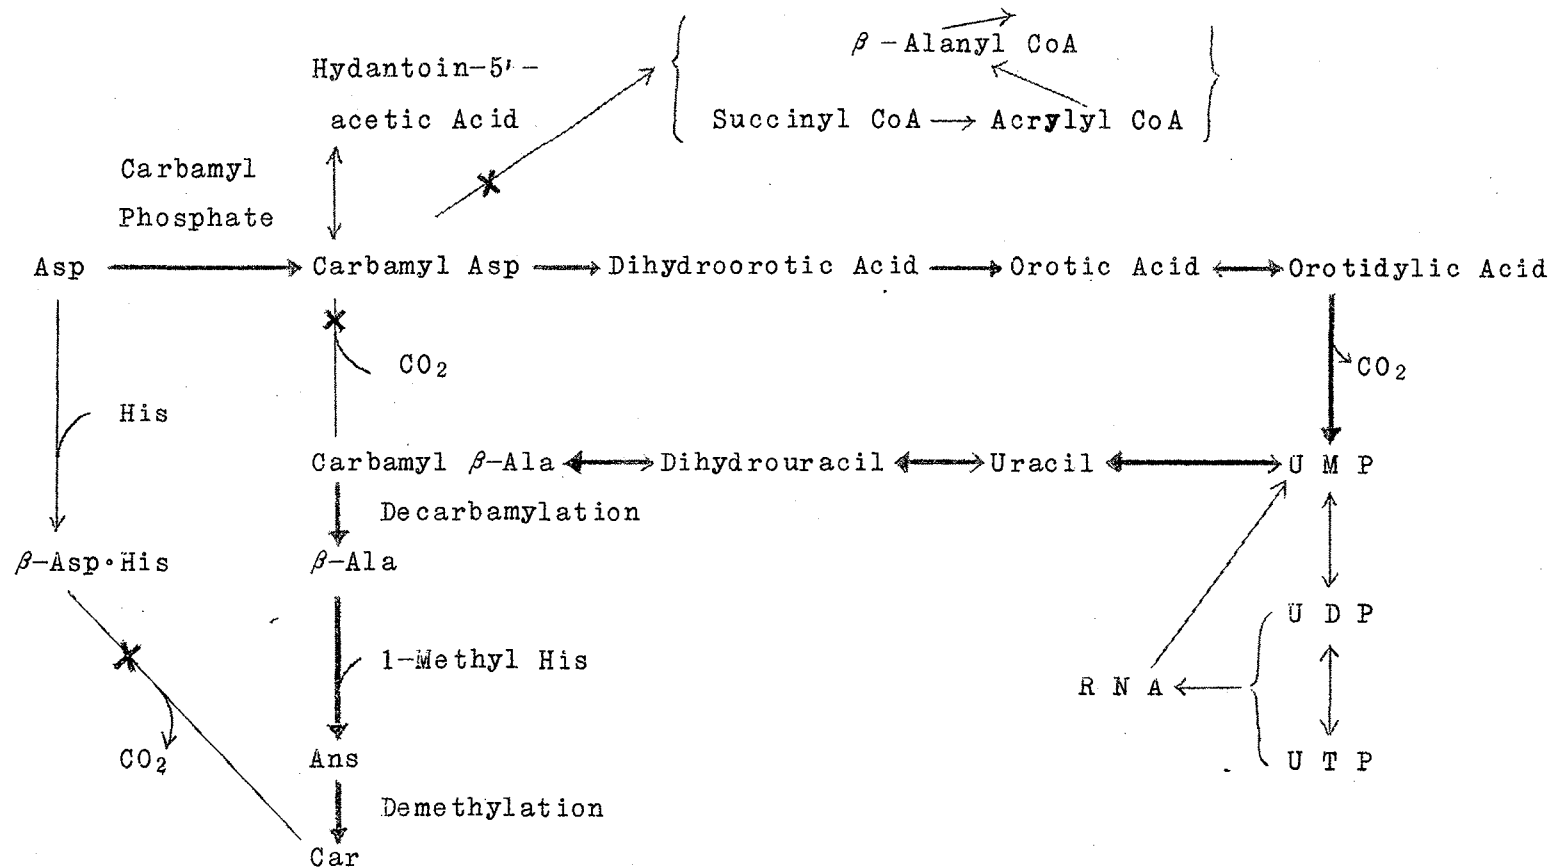 β-Alanyl CoA
Hydantoin-5'-
acetic Acid
Succinyl CoA → Acrylyl CoA
Carbamyl
Phosphate
Asp → Carbamyl Asp → Dihydroorotic Acid → Orotic Acid ↔ Orotidylic Acid
CO2
CO2
His
Carbamyl β-Ala ↔ Dihydrouracil ↔ Uracil ↔ U M P
Decarbamylation
β-Asp·His
β-Ala
U D P
1-Methyl His
R N A
CO2
Ans
U T P
Demethylation
Car